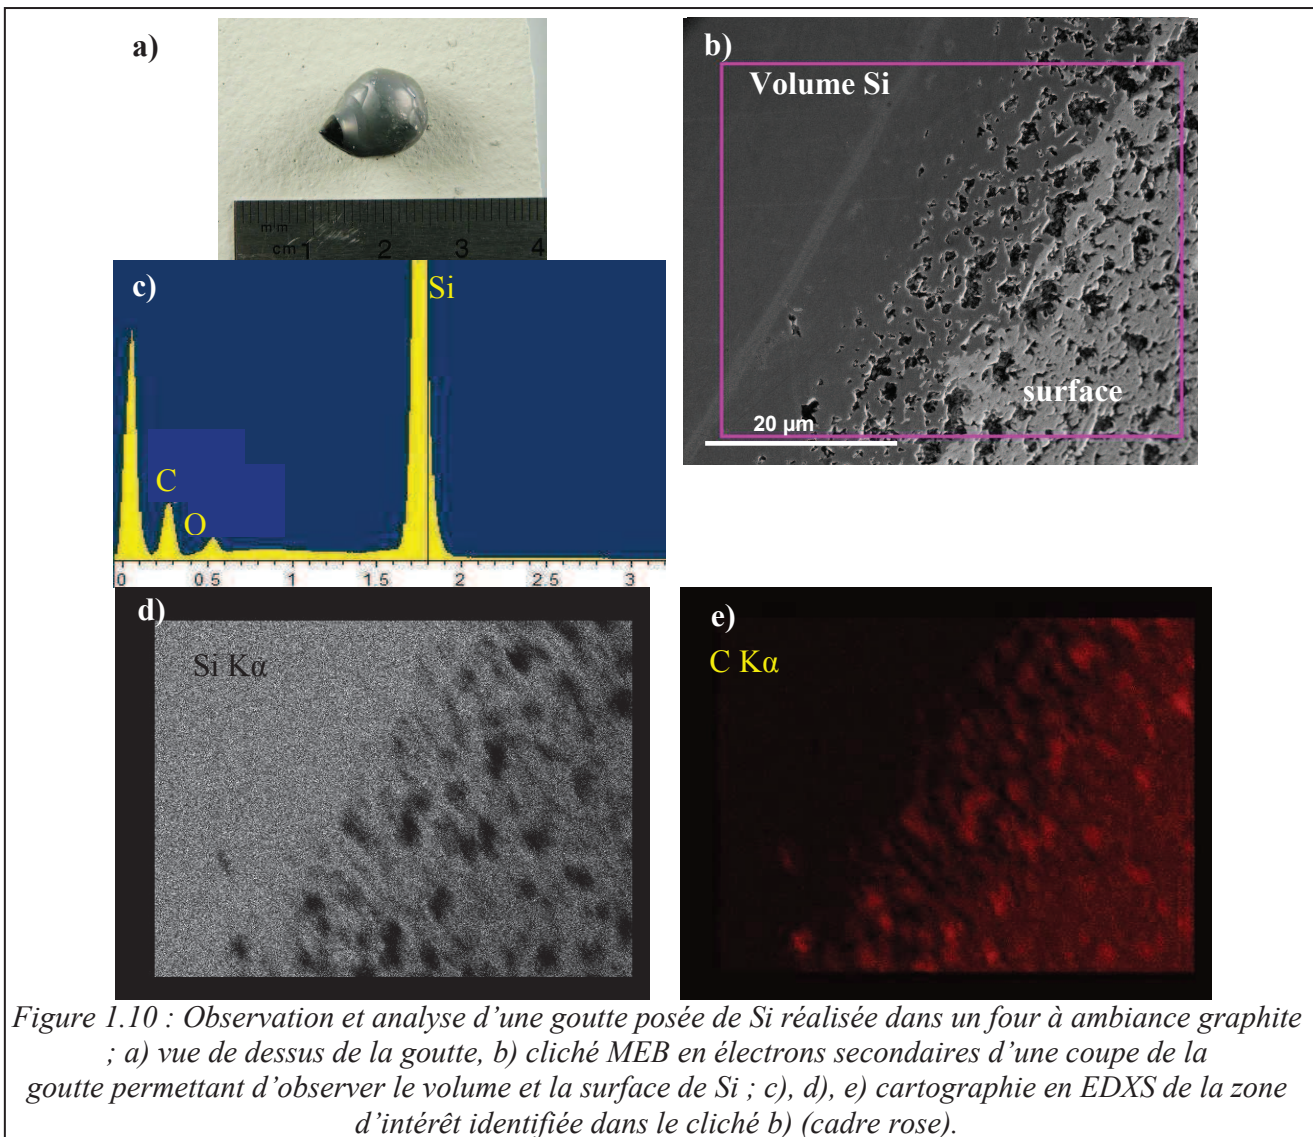 a)
mm
cm 1 2 3 4
b)
Volume Si
surface
20 µm
c)
Si
C
O
0 0.5 1 1.5 2 2.5 3
d)
Si Kα
e)
C Kα
Figure 1.10 : Observation et analyse d’une goutte posée de Si réalisée dans un four à ambiance graphite
; a) vue de dessus de la goutte, b) cliché MEB en électrons secondaires d’une coupe de la
goutte permettant d’observer le volume et la surface de Si ; c), d), e) cartographie en EDXS de la zone
d’intérêt identifiée dans le cliché b) (cadre rose).